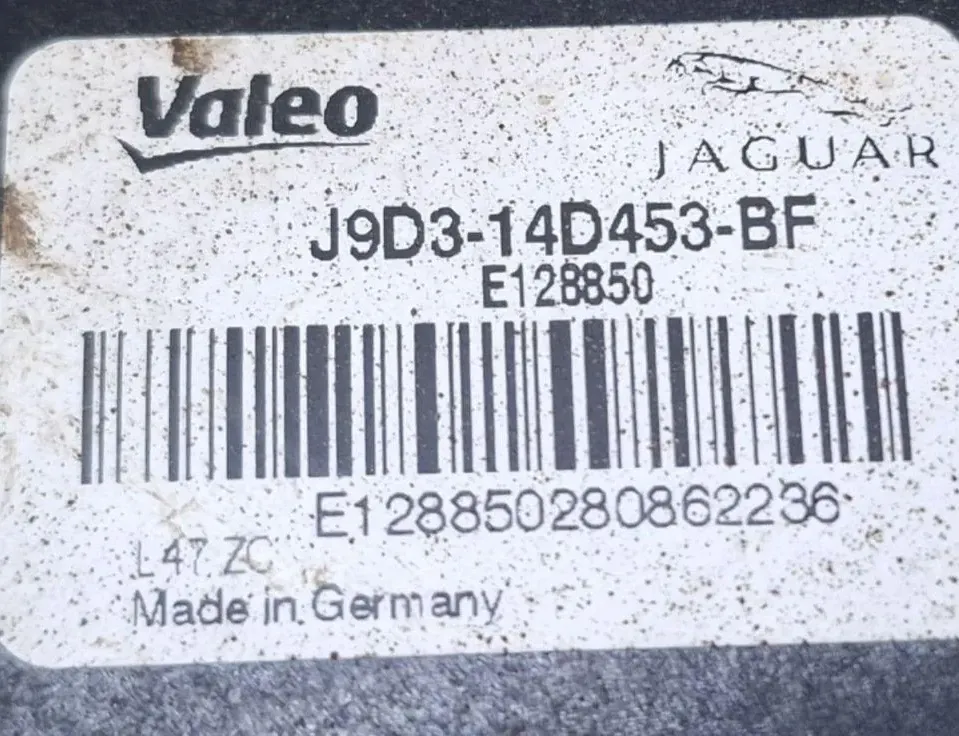 Valeo
JAGUAR
J9D3-14D453-BF
E128850
E128850280862236
L47 ZC
Made in Germany